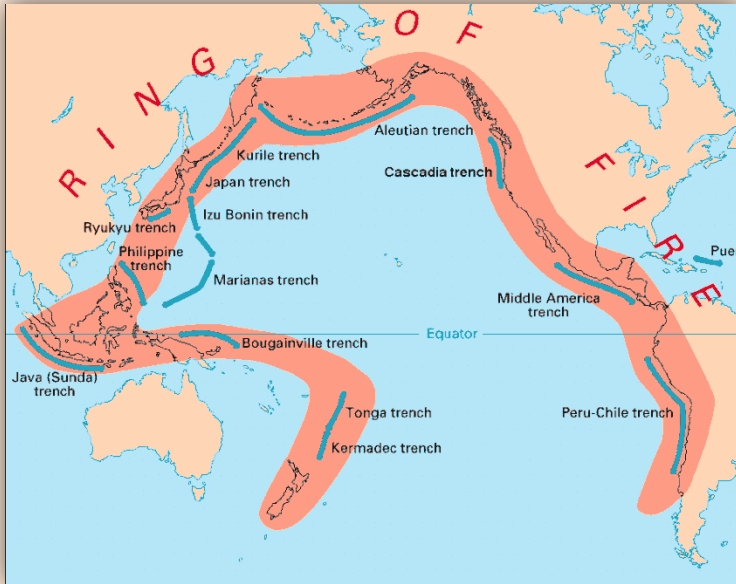 RING OF FIRE
Aleutian trench
Kurile trench
Cascadia trench
Japan trench
Izu Bonin trench
Ryukyu trench
Philippine
trench
Pue
Marianas trench
Middle America
trench
Equator
Bougainville trench
Java (Sunda)
trench
Tonga trench
Peru-Chile trench
Kermadec trench